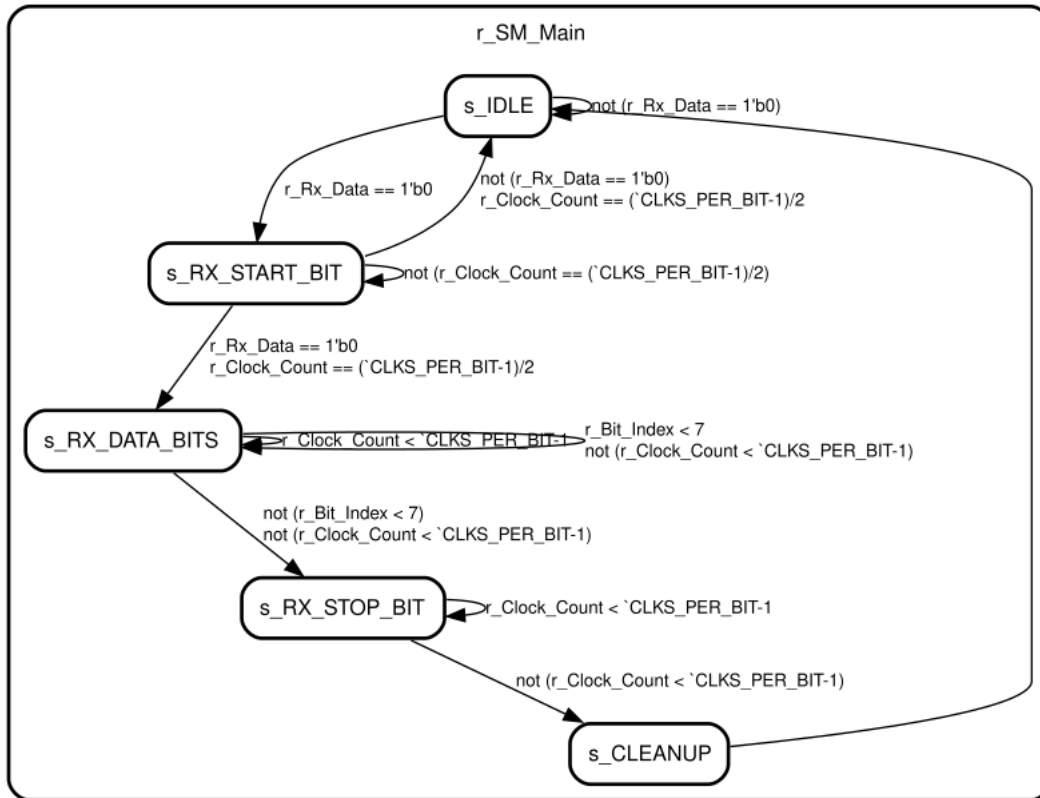 r_SM_Main
s_IDLE
not (r_Rx_Data == 1'b0)
r_Rx_Data == 1'b0
not (r_Rx_Data == 1'b0)
r_Clock_Count == (`CLKS_PER_BIT-1)/2
s_RX_START_BIT
not (r_Clock_Count == (`CLKS_PER_BIT-1)/2)
r_Rx_Data == 1'b0
r_Clock_Count == (`CLKS_PER_BIT-1)/2
s_RX_DATA_BITS
r_Clock_Count < `CLKS_PER_BIT-1
r_Bit_Index < 7
not (r_Clock_Count < `CLKS_PER_BIT-1)
not (r_Bit_Index < 7)
not (r_Clock_Count < `CLKS_PER_BIT-1)
s_RX_STOP_BIT
r_Clock_Count < `CLKS_PER_BIT-1
not (r_Clock_Count < `CLKS_PER_BIT-1)
s_CLEANUP